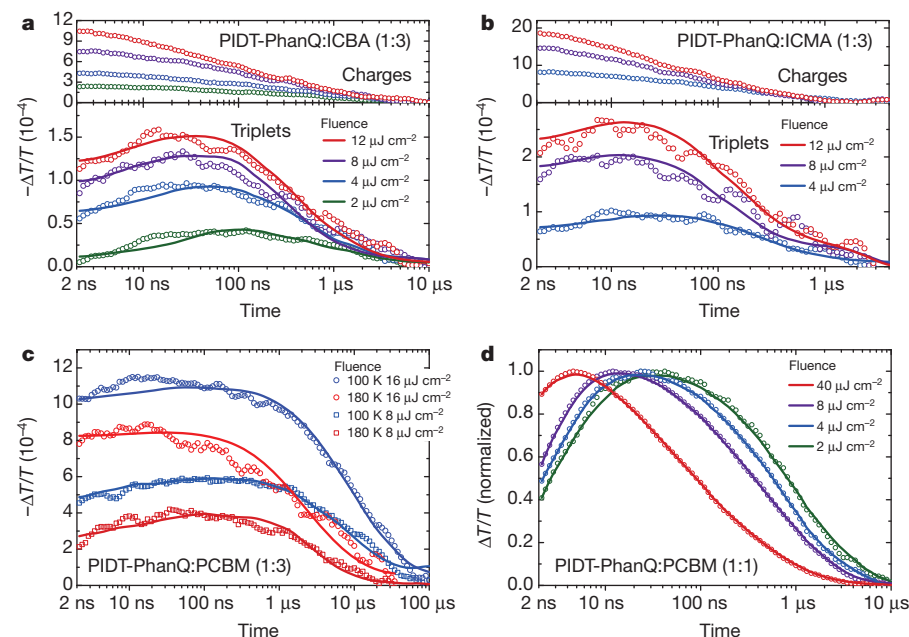 a
PIDT-PhanQ:ICBA (1:3)
Charges
12
9
6
3
0
Triplets
Fluence
12 μJ cm⁻²
8 μJ cm⁻²
4 μJ cm⁻²
2 μJ cm⁻²
1.5
1.0
0.5
0.0
−ΔT/T (10⁻⁴)
2 ns 10 ns 100 ns 1 μs 10 μs
Time
b
PIDT-PhanQ:ICMA (1:3)
Charges
20
10
0
Triplets
Fluence
12 μJ cm⁻²
8 μJ cm⁻²
4 μJ cm⁻²
2
1
0
−ΔT/T (10⁻⁴)
2 ns 10 ns 100 ns 1 μs
Time
c
Fluence
100 K 16 μJ cm⁻²
180 K 16 μJ cm⁻²
100 K 8 μJ cm⁻²
180 K 8 μJ cm⁻²
12
10
8
6
4
2
0
−ΔT/T (10⁻⁴)
PIDT-PhanQ:PCBM (1:3)
2 ns 10 ns 100 ns 1 μs 10 μs 100 μs
Time
d
Fluence
40 μJ cm⁻²
8 μJ cm⁻²
4 μJ cm⁻²
2 μJ cm⁻²
1.0
0.8
0.6
0.4
0.2
0.0
ΔT/T (normalized)
PIDT-PhanQ:PCBM (1:1)
2 ns 10 ns 100 ns 1 μs 10 μs
Time